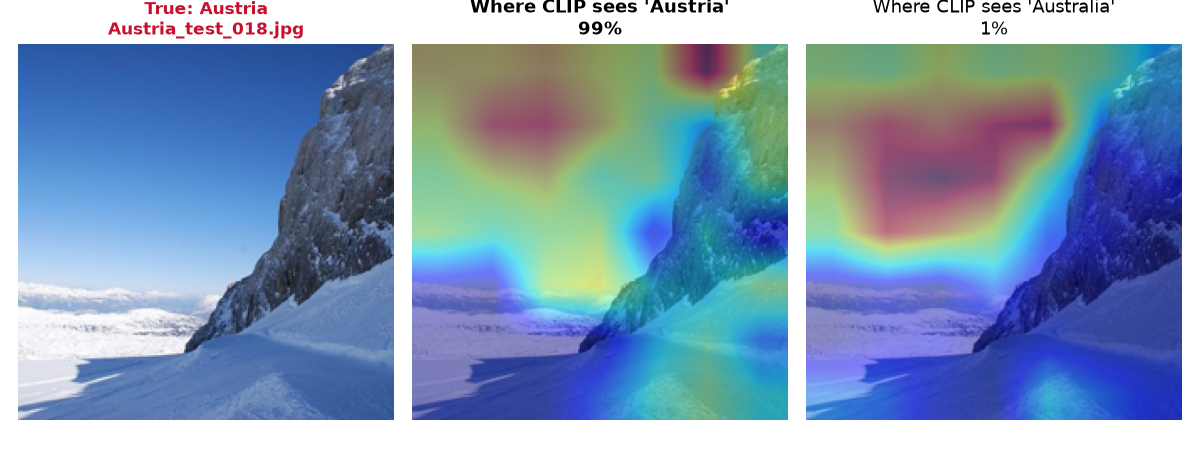 True: Austria
Austria_test_018.jpg
Where CLIP sees 'Austria'
99%
Where CLIP sees 'Australia'
1%